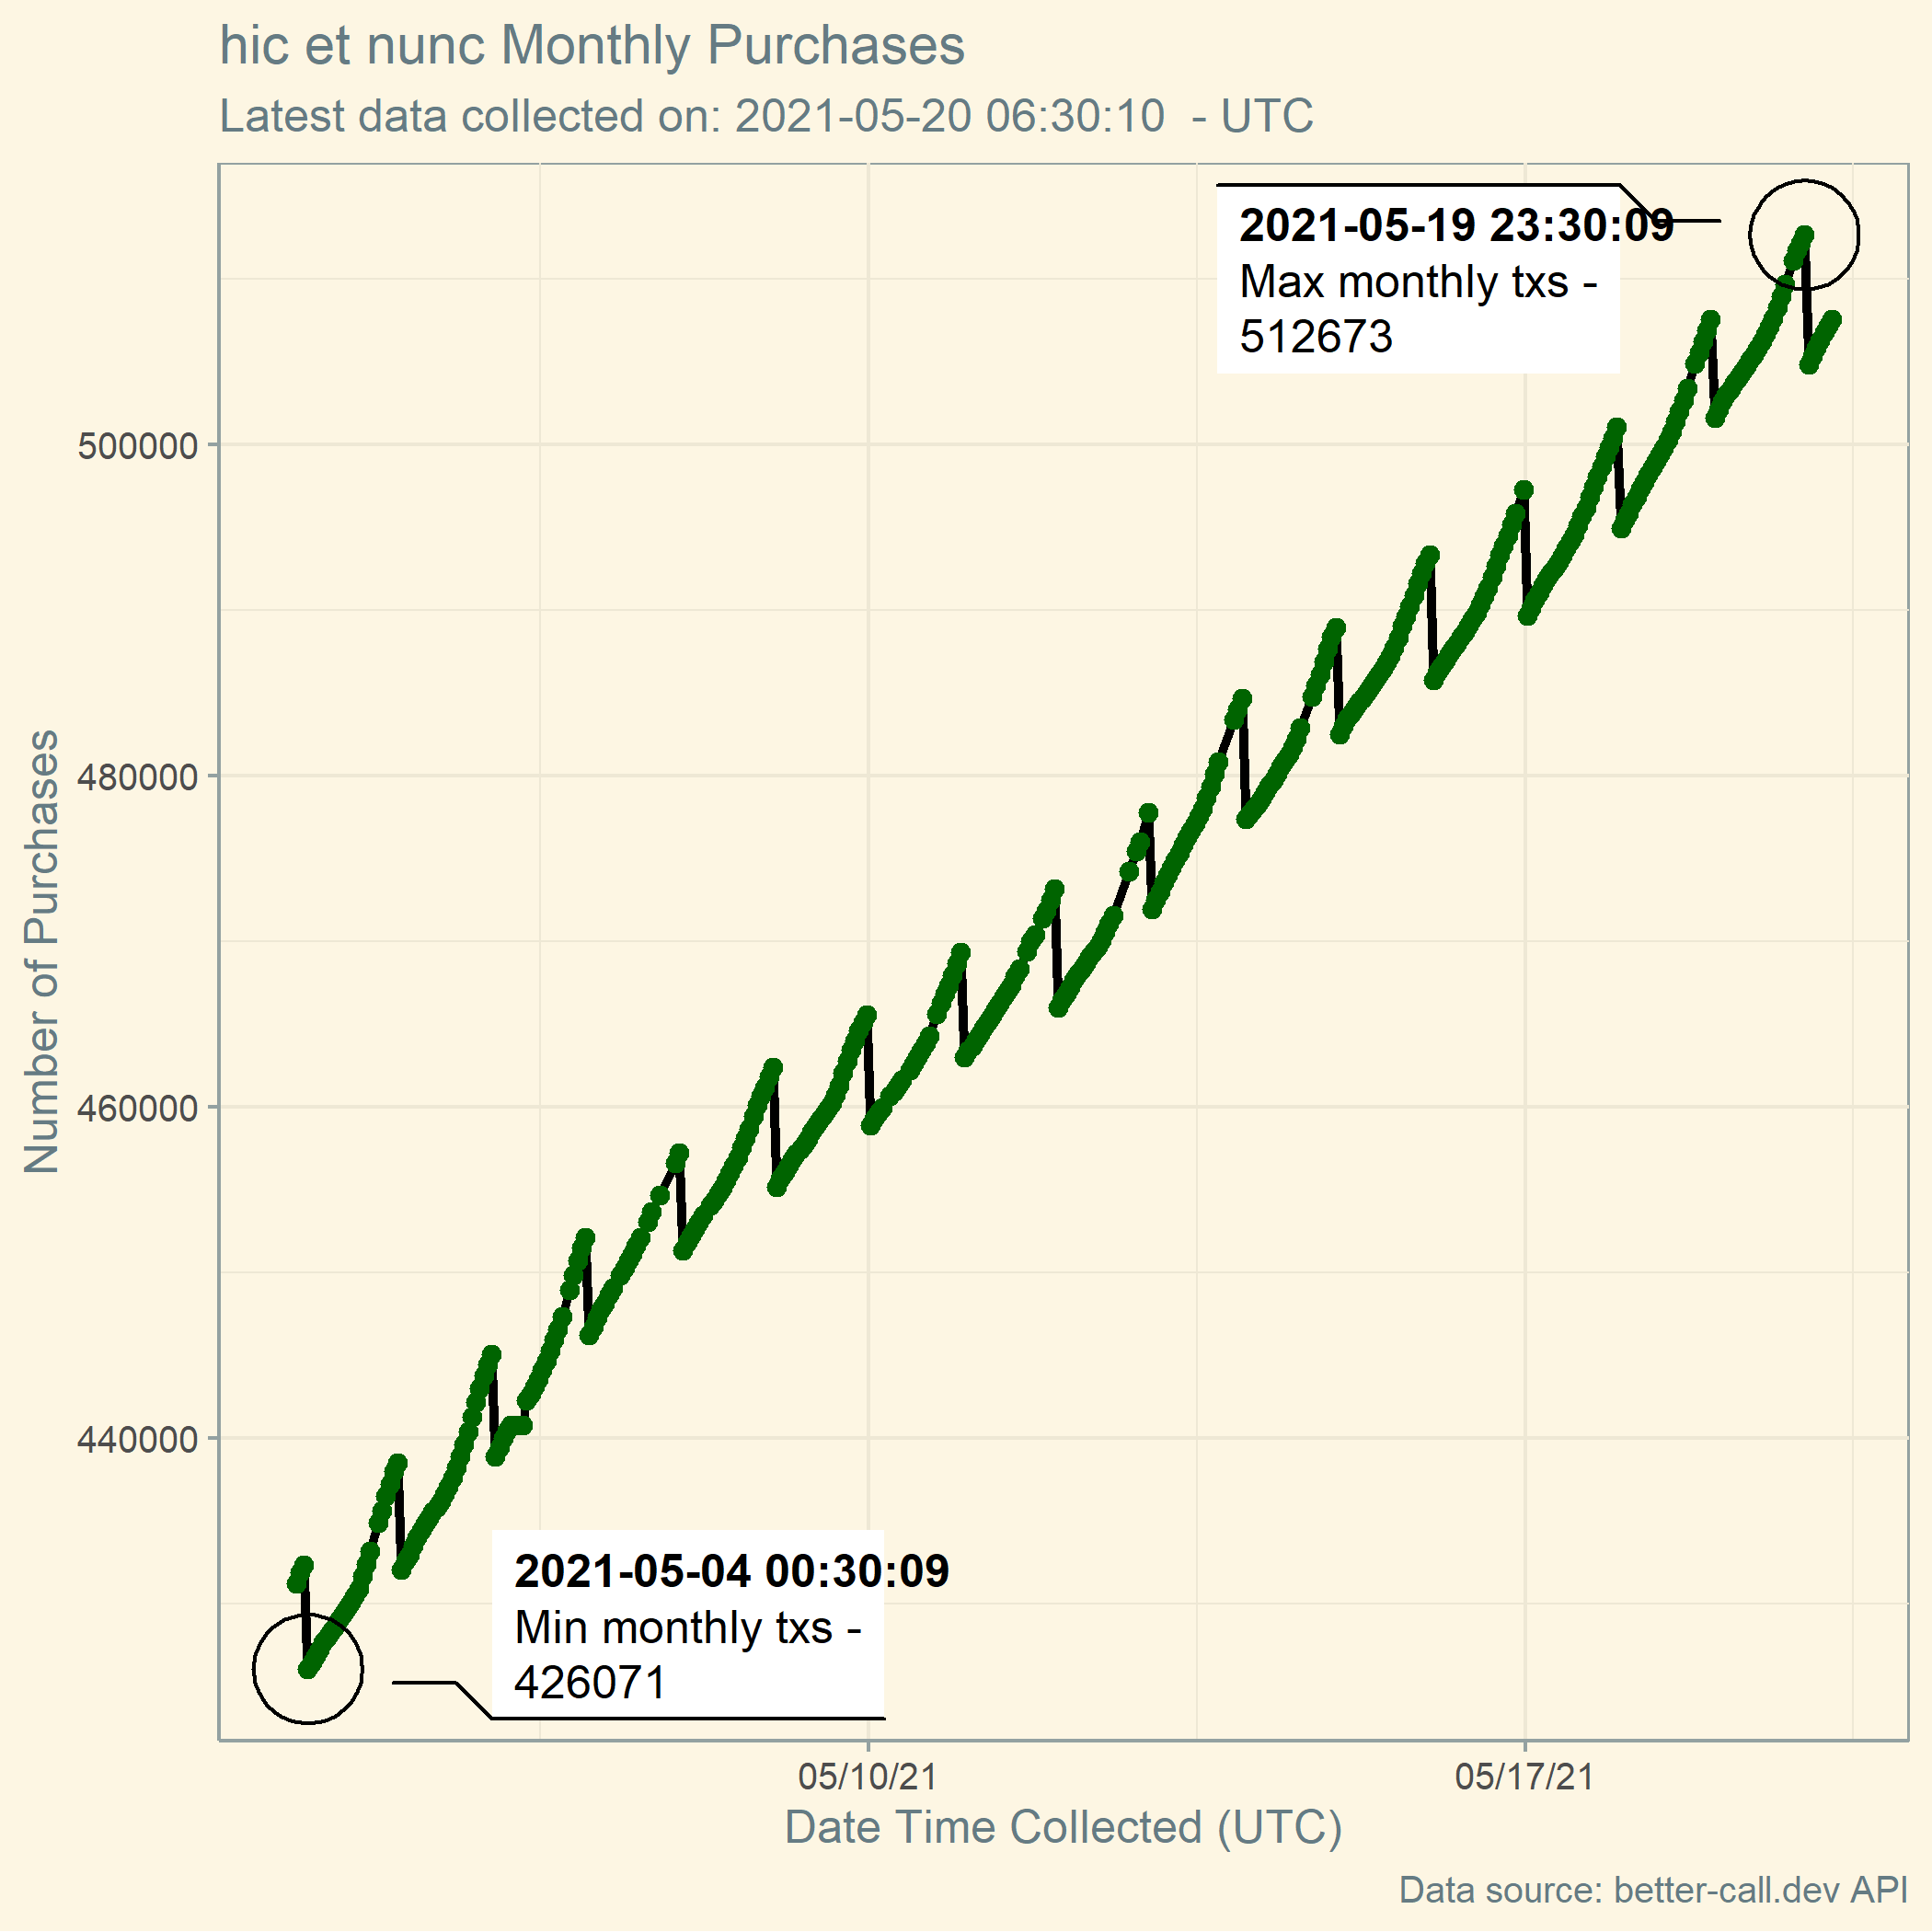 hic et nunc Monthly Purchases
Latest data collected on: 2021-05-20 06:30:10  - UTC
2021-05-19 23:30:09
Max monthly txs -
512673
500000
480000
460000
440000
Number of Purchases
2021-05-04 00:30:09
Min monthly txs -
426071
05/10/21
05/17/21
Date Time Collected (UTC)
Data source: better-call.dev API